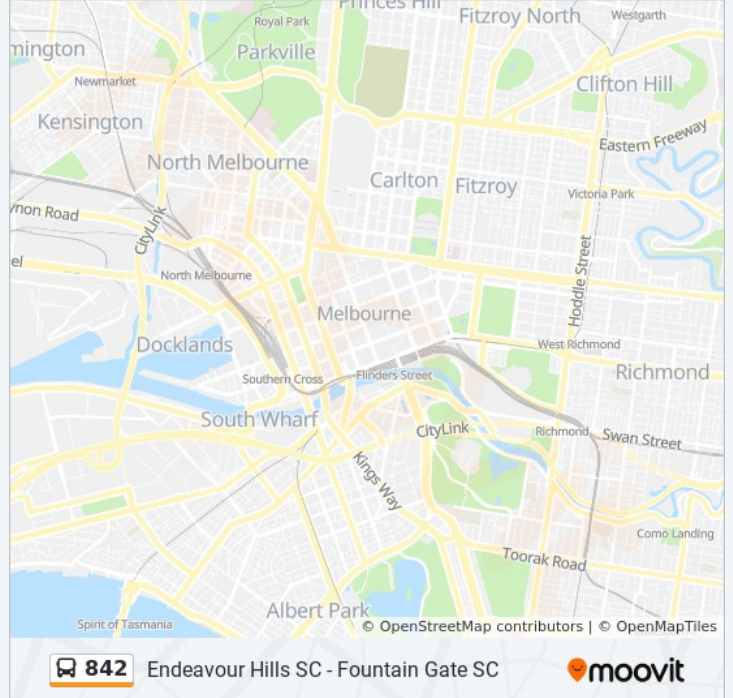 Princes Hill
Fitzroy North
Westgarth
Royal Park
Parkville
mington
Newmarket
Clifton Hill
Kensington
Eastern Freeway
North Melbourne
Carlton
Fitzroy
Victoria Park
ynon Road
CityLink
el
North Melbourne
Hoddle Street
Melbourne
Docklands
West Richmond
Richmond
Southern Cross
Flinders Street
South Wharf
CityLink
Richmond
Swan Street
Kings Way
Como Landing
Toorak Road
Albert Park
Spirit of Tasmania
© OpenStreetMap contributors | © OpenMapTiles
842 Endeavour Hills SC - Fountain Gate SC moovit